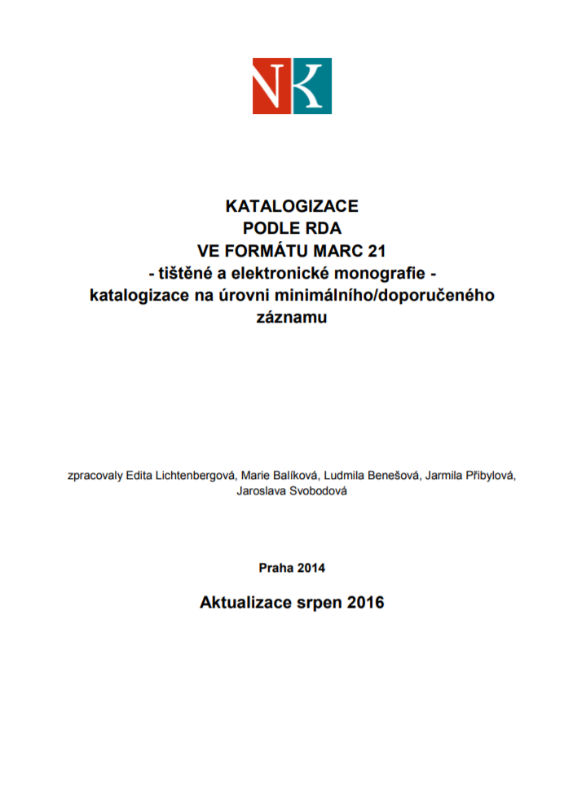 NK
KATALOGIZACE
PODLE RDA
VE FORMÁTU MARC 21
- tištěné a elektronické monografie -
katalogizace na úrovni minimálního/doporučeného
záznamu
zpracovaly Edita Lichtenbergová, Marie Balíková, Ludmila Benešová, Jarmila Přibylová,
Jaroslava Svobodová
Praha 2014
Aktualizace srpen 2016